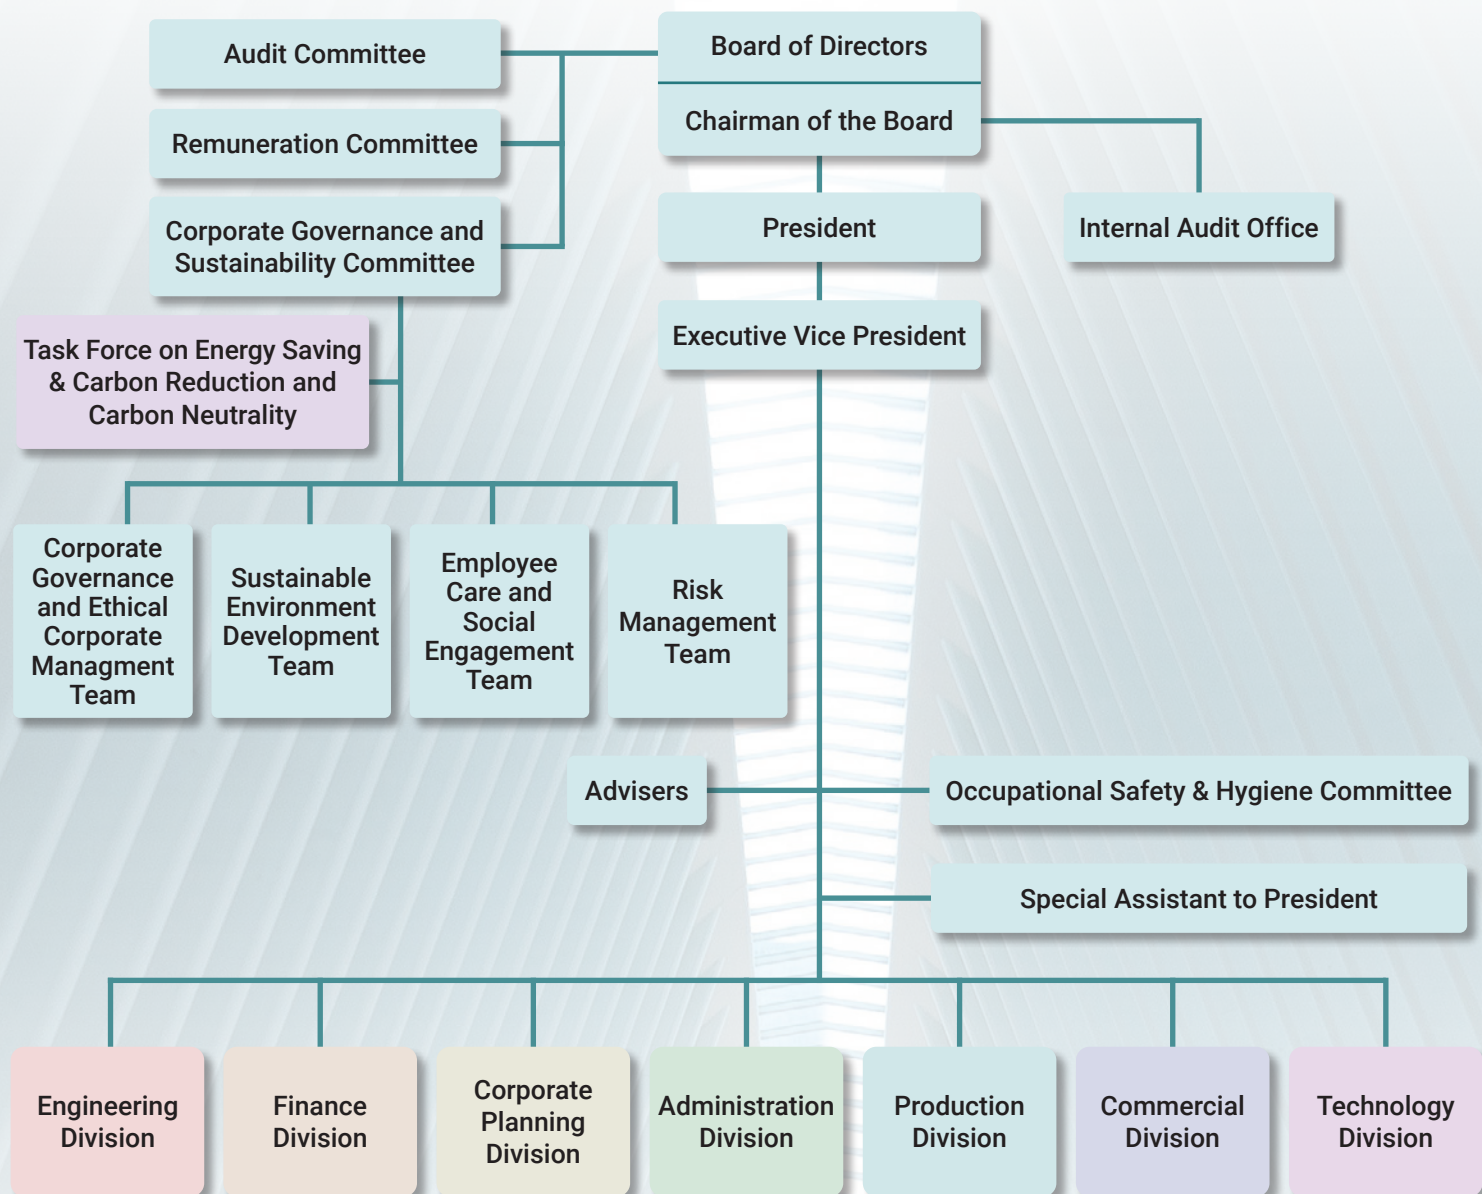 Audit Committee
Board of Directors
Chairman of the Board
Remuneration Committee
Corporate Governance and
Sustainability Committee
President
Internal Audit Office
Executive Vice President
Task Force on Energy Saving
& Carbon Reduction and
Carbon Neutrality
Corporate
Governance
and Ethical
Corporate
Managment
Team
Sustainable
Environment
Development
Team
Employee
Care and
Social
Engagement
Team
Risk
Management
Team
Advisers
Occupational Safety & Hygiene Committee
Special Assistant to President
Engineering
Division
Finance
Division
Corporate
Planning
Division
Administration
Division
Production
Division
Commercial
Division
Technology
Division